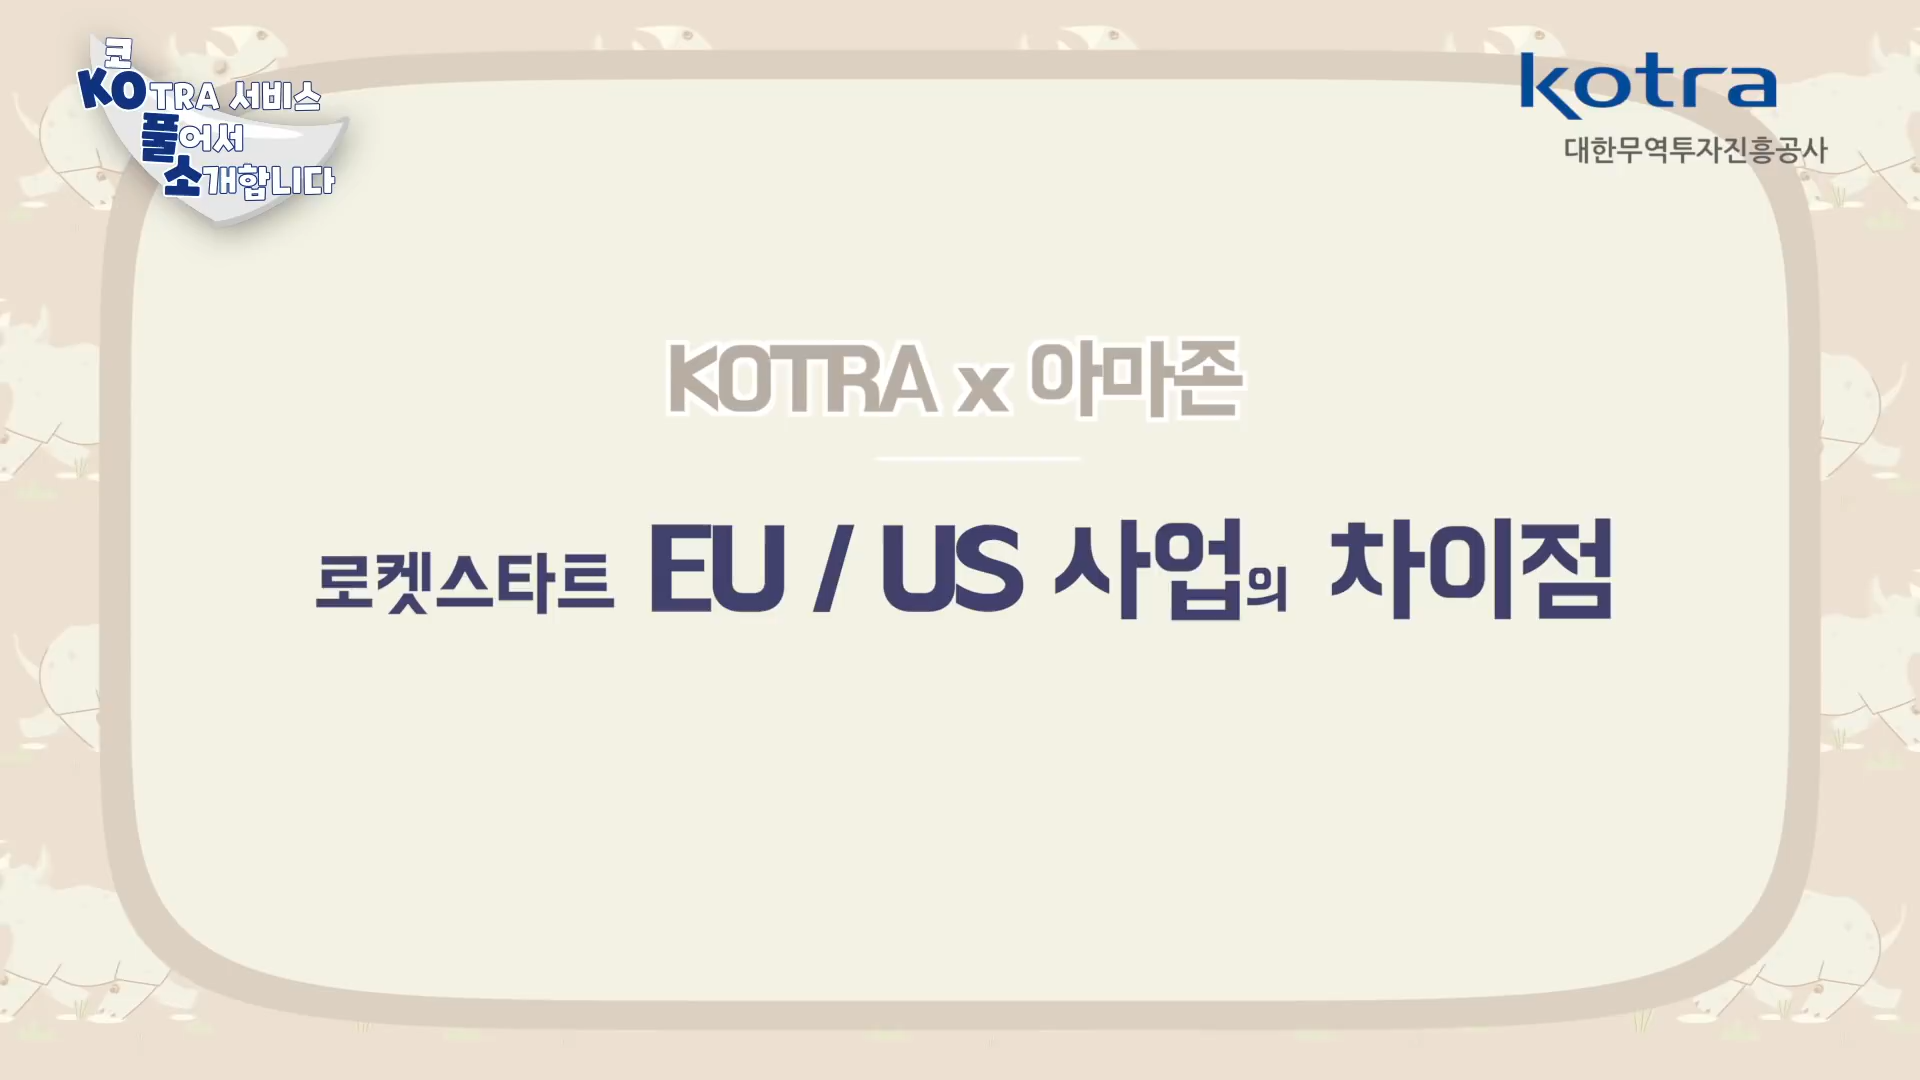 코
KOTRA 서비스
풀어서
소개합니다
kotra
대한무역투자진흥공사
KOTRA x 아마존
로켓스타트 EU / US 사업의 차이점